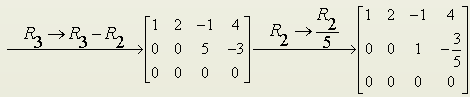 R₃ → R₃ − R₂ [1 2 −1 4; 0 0 5 −3; 0 0 0 0] R₂ → R₂/5 [1 2 −1 4; 0 0 1 −3/5; 0 0 0 0]